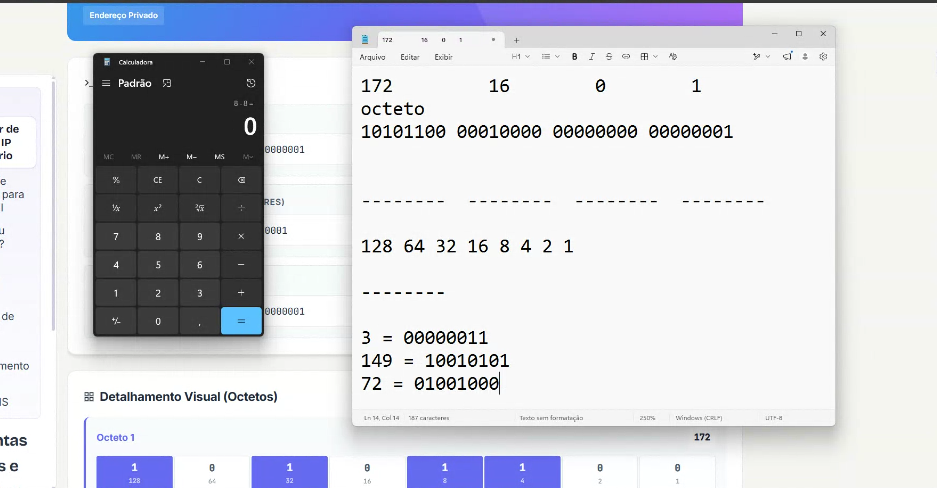 Endereço Privado
r de
IP
rio
e
para
l
u
?
de
mento
IS
ntas
s e
>_
0000001
RES)
0001
0000001
Calculadora
Padrão
8 - 8 =
0
MC MR M+ M- MS M˅
% CE C
¹/x x² ²√x ÷
7 8 9 ×
4 5 6 −
1 2 3 +
+/- 0 , =
172 16 0 1
Arquivo Editar Exibir H1 B I S
172 16 0 1
octeto
10101100 00010000 00000000 00000001
-------- -------- -------- --------
128 64 32 16 8 4 2 1
--------
3 = 00000011
149 = 10010101
72 = 01001000
Ln 14, Col 14 187 caracteres Texto sem formatação 250% Windows (CRLF) UTF-8
Detalhamento Visual (Octetos)
Octeto 1 172
1 0 1 0 1 1 0 0
128 64 32 16 8 4 2 1